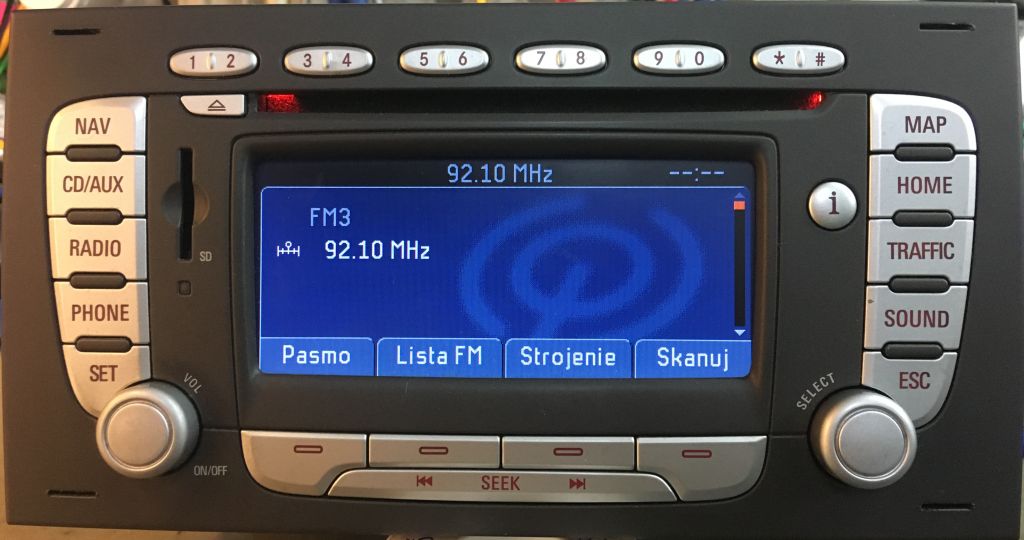 1 2 3 4 5 6 7 8 9 0 * #
NAV
CD/AUX
RADIO
PHONE
SET
VOL
ON/OFF
SD
92.10 MHz --:--
FM3
92.10 MHz
Pasmo Lista FM Strojenie Skanuj
SEEK
i
MAP
HOME
TRAFFIC
SOUND
ESC
SELECT